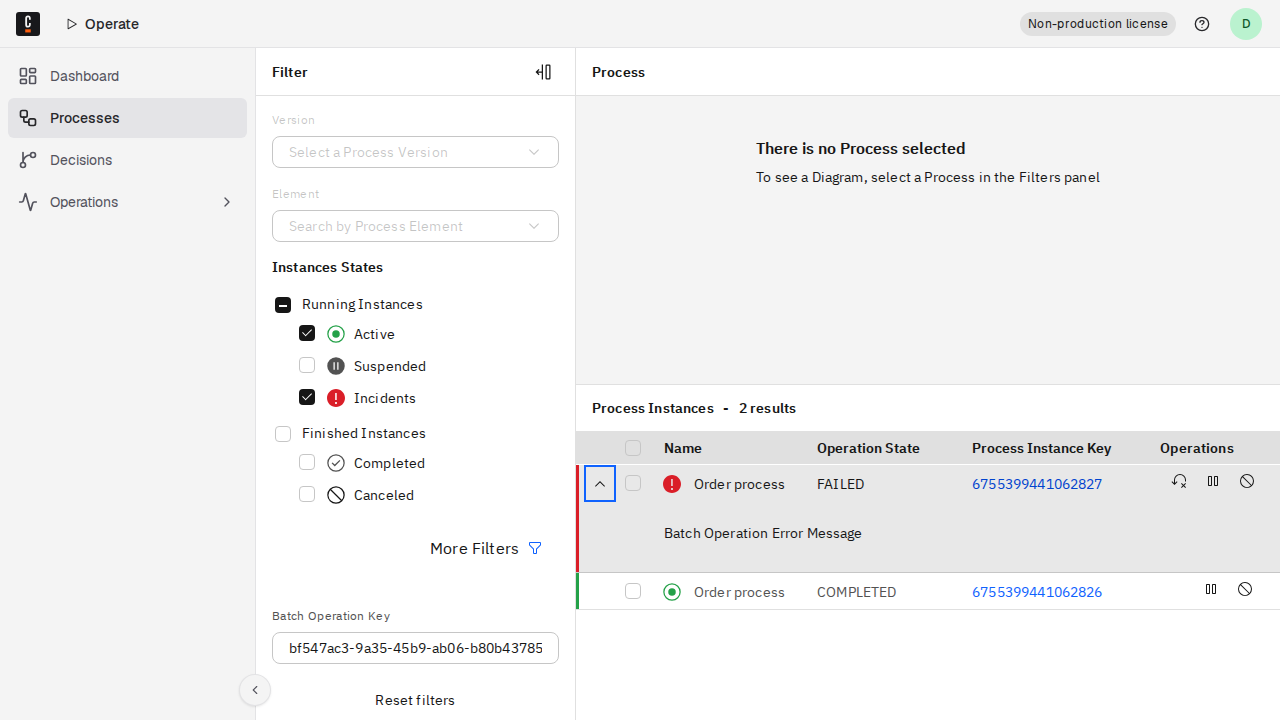 C
Operate
Non-production license
D
Dashboard
Processes
Decisions
Operations
Filter
Version
Select a Process Version
Element
Search by Process Element
Instances States
Running Instances
Active
Suspended
Incidents
Finished Instances
Completed
Canceled
More Filters
Batch Operation Key
bf547ac3-9a35-45b9-ab06-b80b43785
Reset filters
Process
There is no Process selected
To see a Diagram, select a Process in the Filters panel
Process Instances - 2 results
Name Operation State Process Instance Key Operations
Order process FAILED 6755399441062827
Batch Operation Error Message
Order process COMPLETED 6755399441062826